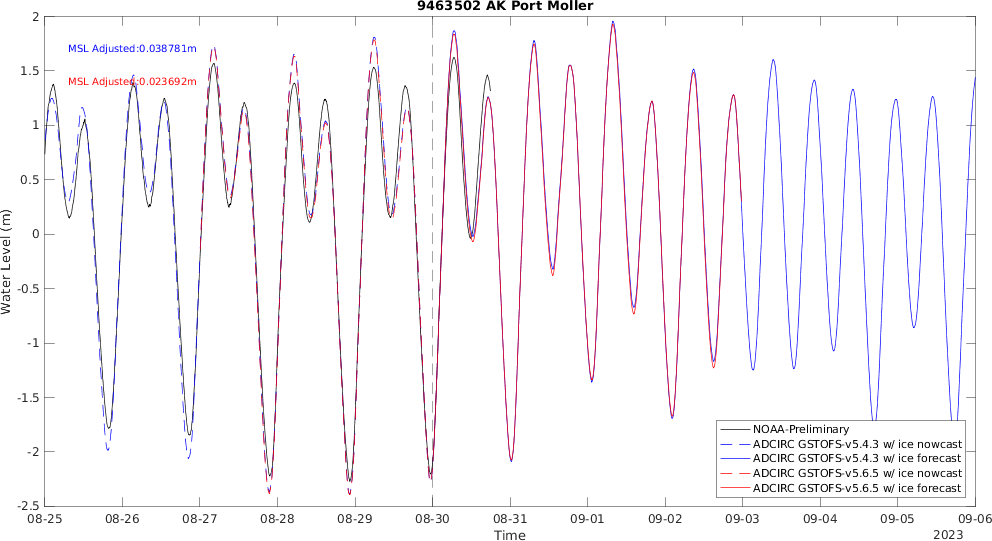 9463502 AK Port Moller
MSL Adjusted:0.038781m
MSL Adjusted:0.023692m
Water Level (m)
2
1.5
1
0.5
0
-0.5
-1
-1.5
-2
-2.5
NOAA-Preliminary
ADCIRC GSTOFS-v5.4.3 w/ ice nowcast
ADCIRC GSTOFS-v5.4.3 w/ ice forecast
ADCIRC GSTOFS-v5.6.5 w/ ice nowcast
ADCIRC GSTOFS-v5.6.5 w/ ice forecast
08-25 08-26 08-27 08-28 08-29 08-30 08-31 09-01 09-02 09-03 09-04 09-05 09-06
Time
2023